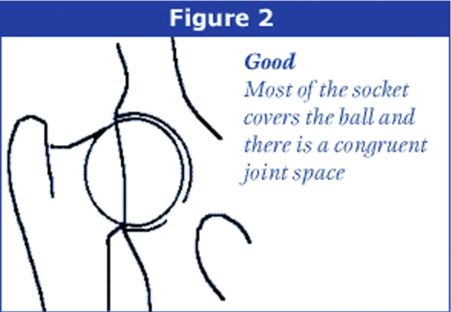 Figure 2
Good
Most of the socket
covers the ball and
there is a congruent
joint space